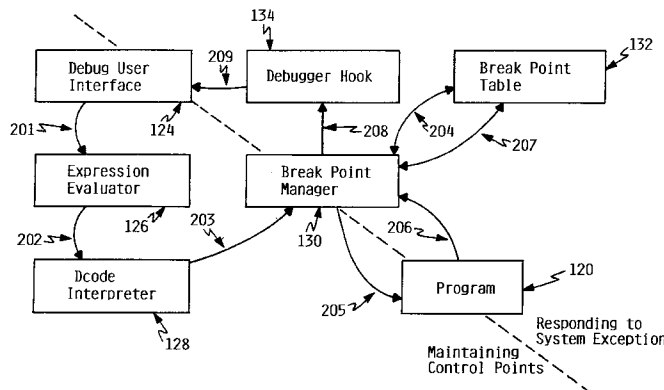 134
209
Debug User
Interface
Debugger Hook
Break Point
Table
132
201
124
208
204
207
Expression
Evaluator
Break Point
Manager
126
203
202
130
206
Dcode
Interpreter
Program
120
205
128
Responding to
System Exception
Maintaining
Control Points